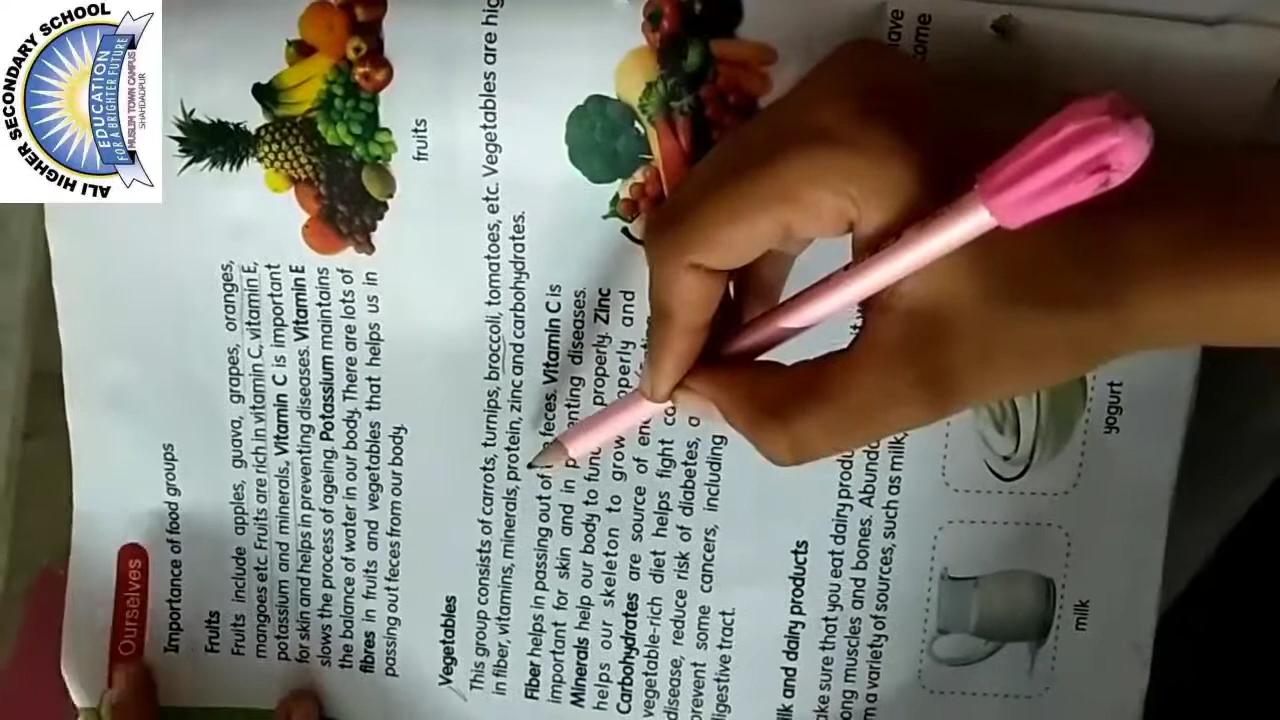 ALI HIGHER SECONDARY SCHOOL
EDUCATION
FOR A BRIGHTER FUTURE
MUSLIM TOWN CAMPUS
SHAHDADPUR
Ourselves
Importance of food groups
Fruits
Fruits include apples, guava, grapes, oranges,
mangoes etc. Fruits are rich in vitamin C, vitamin E,
potassium and minerals. Vitamin C is important
for skin and helps in preventing diseases. Vitamin E
slows the process of ageing. Potassium maintains
the balance of water in our body. There are lots of
fibres in fruits and vegetables that helps us in
passing out feces from our body.
fruits
Vegetables
This group consists of carrots, turnips, broccoli, tomatoes, etc. Vegetables are hig
in fiber, vitamins, minerals, protein, zinc and carbohydrates.
Fiber helps in passing out of feces. Vitamin C is
important for skin and in p enting diseases.
Minerals help our body to func properly. Zinc
helps our skeleton to grow operly and
Carbohydrates are source of en
vegetable-rich diet helps fight ca
disease, reduce risk of diabetes, a
prevent some cancers, including
digestive tract.
ilk and dairy products
ake sure that you eat dairy produ
ong muscles and bones. Abunda
m a variety of sources, such as milk,
have
come
milk
yogurt